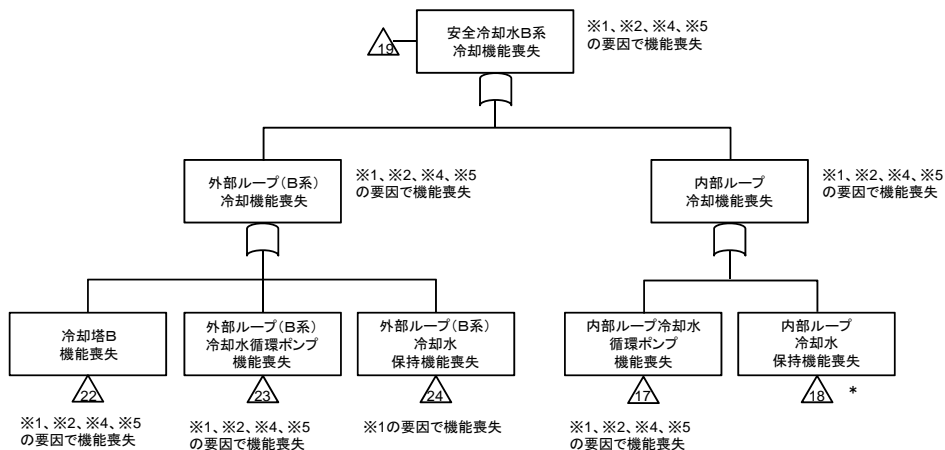 安全冷却水B系
冷却機能喪失
※1、※2、※4、※5
の要因で機能喪失
19
外部ループ(B系)
冷却機能喪失
※1、※2、※4、※5
の要因で機能喪失
内部ループ
冷却機能喪失
※1、※2、※4、※5
の要因で機能喪失
冷却塔B
機能喪失
22
※1、※2、※4、※5
の要因で機能喪失
外部ループ(B系)
冷却水循環ポンプ
機能喪失
23
※1、※2、※4、※5
の要因で機能喪失
外部ループ(B系)
冷却水
保持機能喪失
24
※1の要因で機能喪失
内部ループ冷却水
循環ポンプ
機能喪失
17
※1、※2、※4、※5
の要因で機能喪失
内部ループ
冷却水
保持機能喪失
18 *